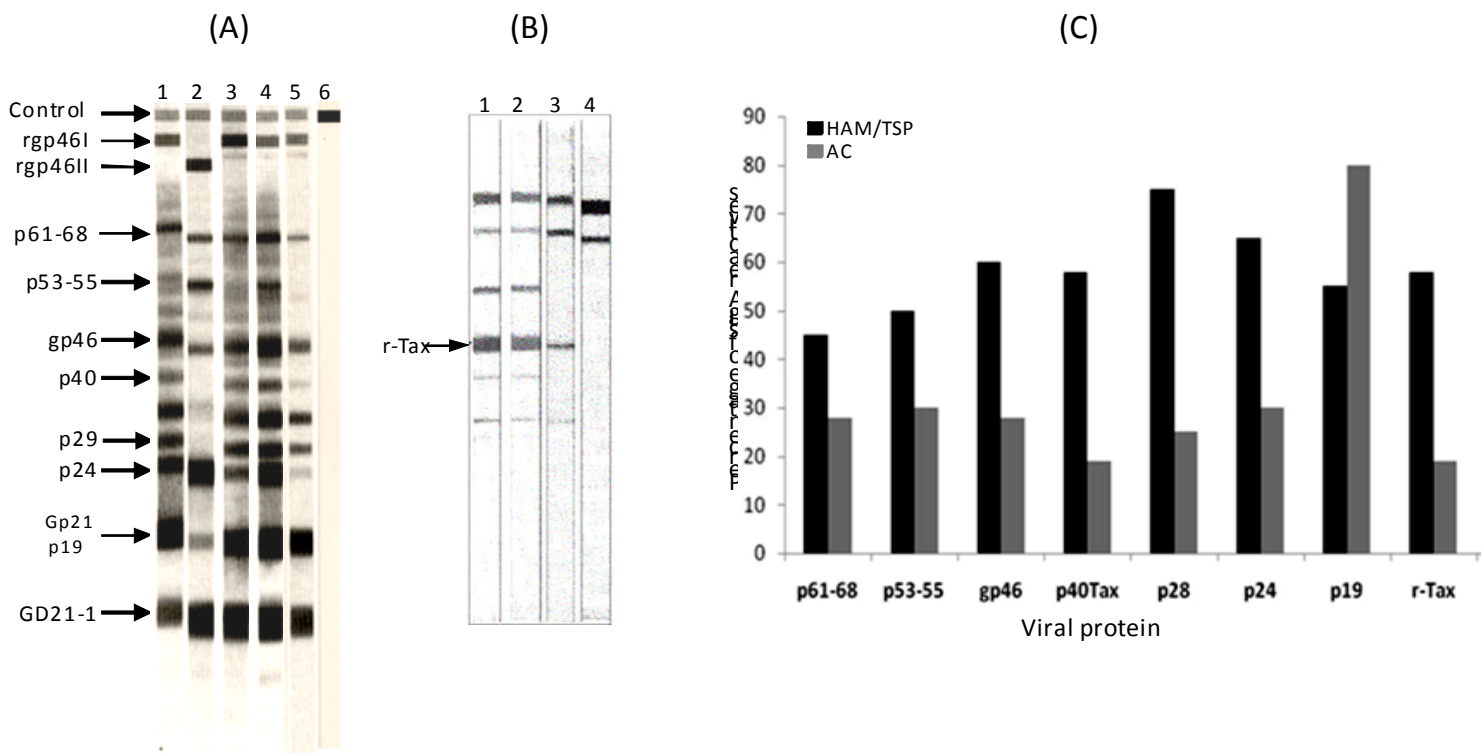 (A)
1 2 3 4 5 6
Control
rgp46I
rgp46II
p61-68
p53-55
gp46
p40
p29
p24
Gp21
p19
GD21-1
(B)
1 2 3 4
r-Tax
(C)
90
80
70
60
50
40
30
20
10
0
HAM/TSP
AC
p61-68 p53-55 gp46 p40Tax p28 p24 p19 r-Tax
Viral protein